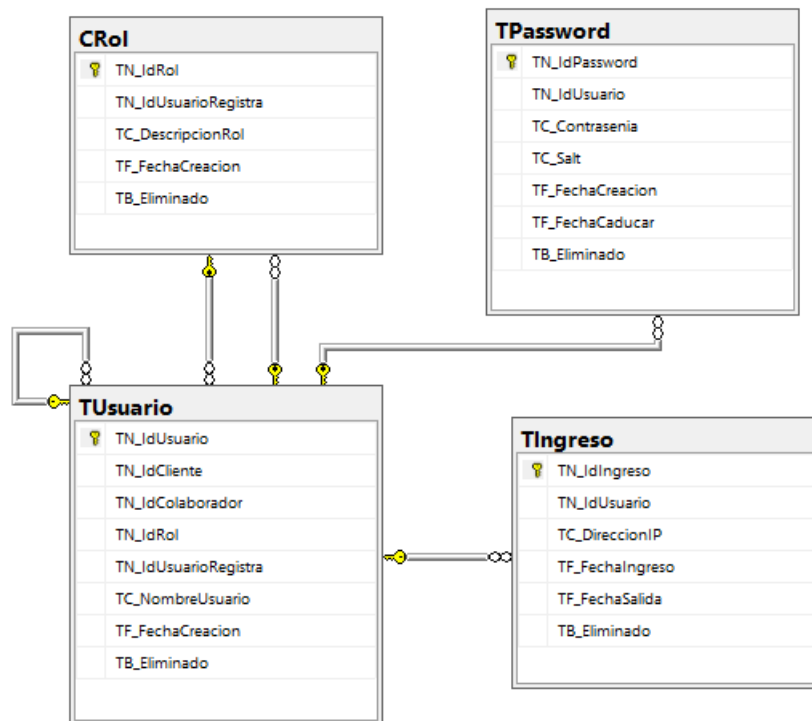 CRol
TN_IdRol
TN_IdUsuarioRegistra
TC_DescripcionRol
TF_FechaCreacion
TB_Eliminado
TPassword
TN_IdPassword
TN_IdUsuario
TC_Contrasenia
TC_Salt
TF_FechaCreacion
TF_FechaCaducar
TB_Eliminado
TUsuario
TN_IdUsuario
TN_IdCliente
TN_IdColaborador
TN_IdRol
TN_IdUsuarioRegistra
TC_NombreUsuario
TF_FechaCreacion
TB_Eliminado
TIngreso
TN_IdIngreso
TN_IdUsuario
TC_DireccionIP
TF_FechaIngreso
TF_FechaSalida
TB_Eliminado